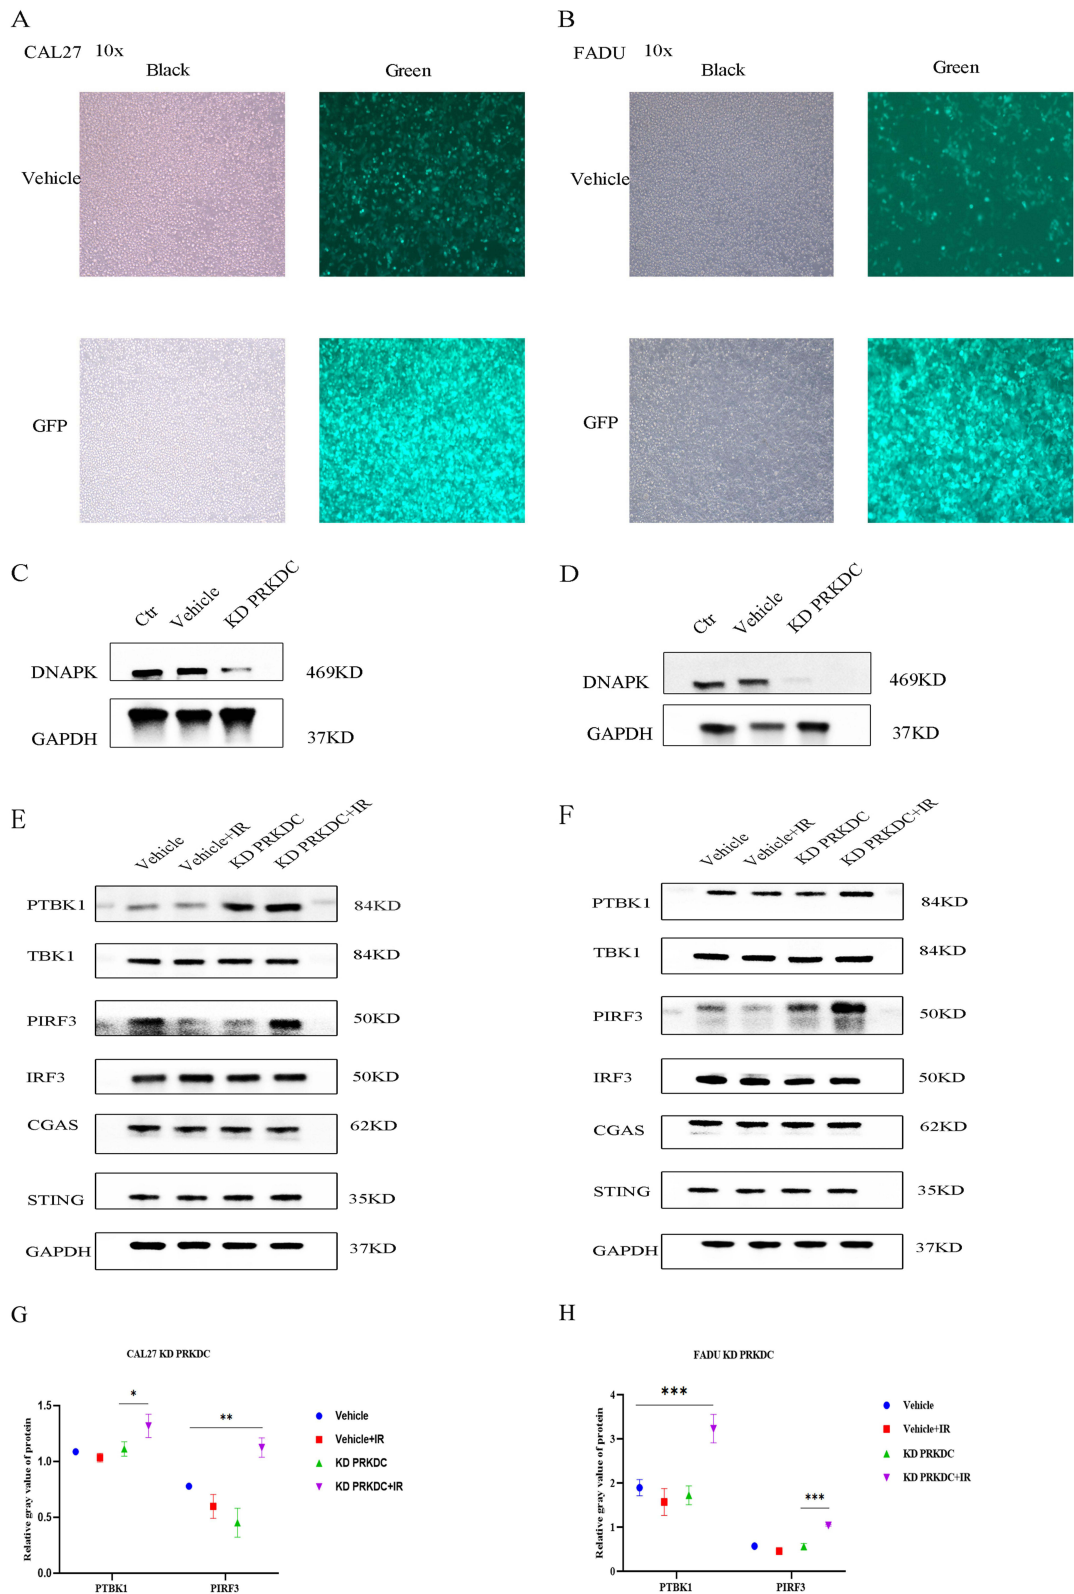 A
CAL27 10x
Black
Green
Vehicle
GFP
B
FADU 10x
Black
Green
Vehicle
GFP
C
Ctr
Vehicle
KD PRKDC
DNAPK
469KD
GAPDH
37KD
D
Ctr
Vehicle
KD PRKDC
DNAPK
469KD
GAPDH
37KD
E
Vehicle
Vehicle+IR
KD PRKDC
KD PRKDC+IR
PTBK1
84KD
TBK1
84KD
PIRF3
50KD
IRF3
50KD
CGAS
62KD
STING
35KD
GAPDH
37KD
F
Vehicle
Vehicle+IR
KD PRKDC
KD PRKDC+IR
PTBK1
84KD
TBK1
84KD
PIRF3
50KD
IRF3
50KD
CGAS
62KD
STING
35KD
GAPDH
37KD
G
CAL27 KD PRKDC
Relative gray value of protein
1.5
1.0
0.5
0.0
*
**
PTBK1
PIRF3
Vehicle
Vehicle+IR
KD PRKDC
KD PRKDC+IR
H
FADU KD PRKDC
Relative gray value of protein
4
3
2
1
0
***
***
PTBK1
PIRF3
Vehicle
Vehicle+IR
KD PRKDC
KD PRKDC+IR